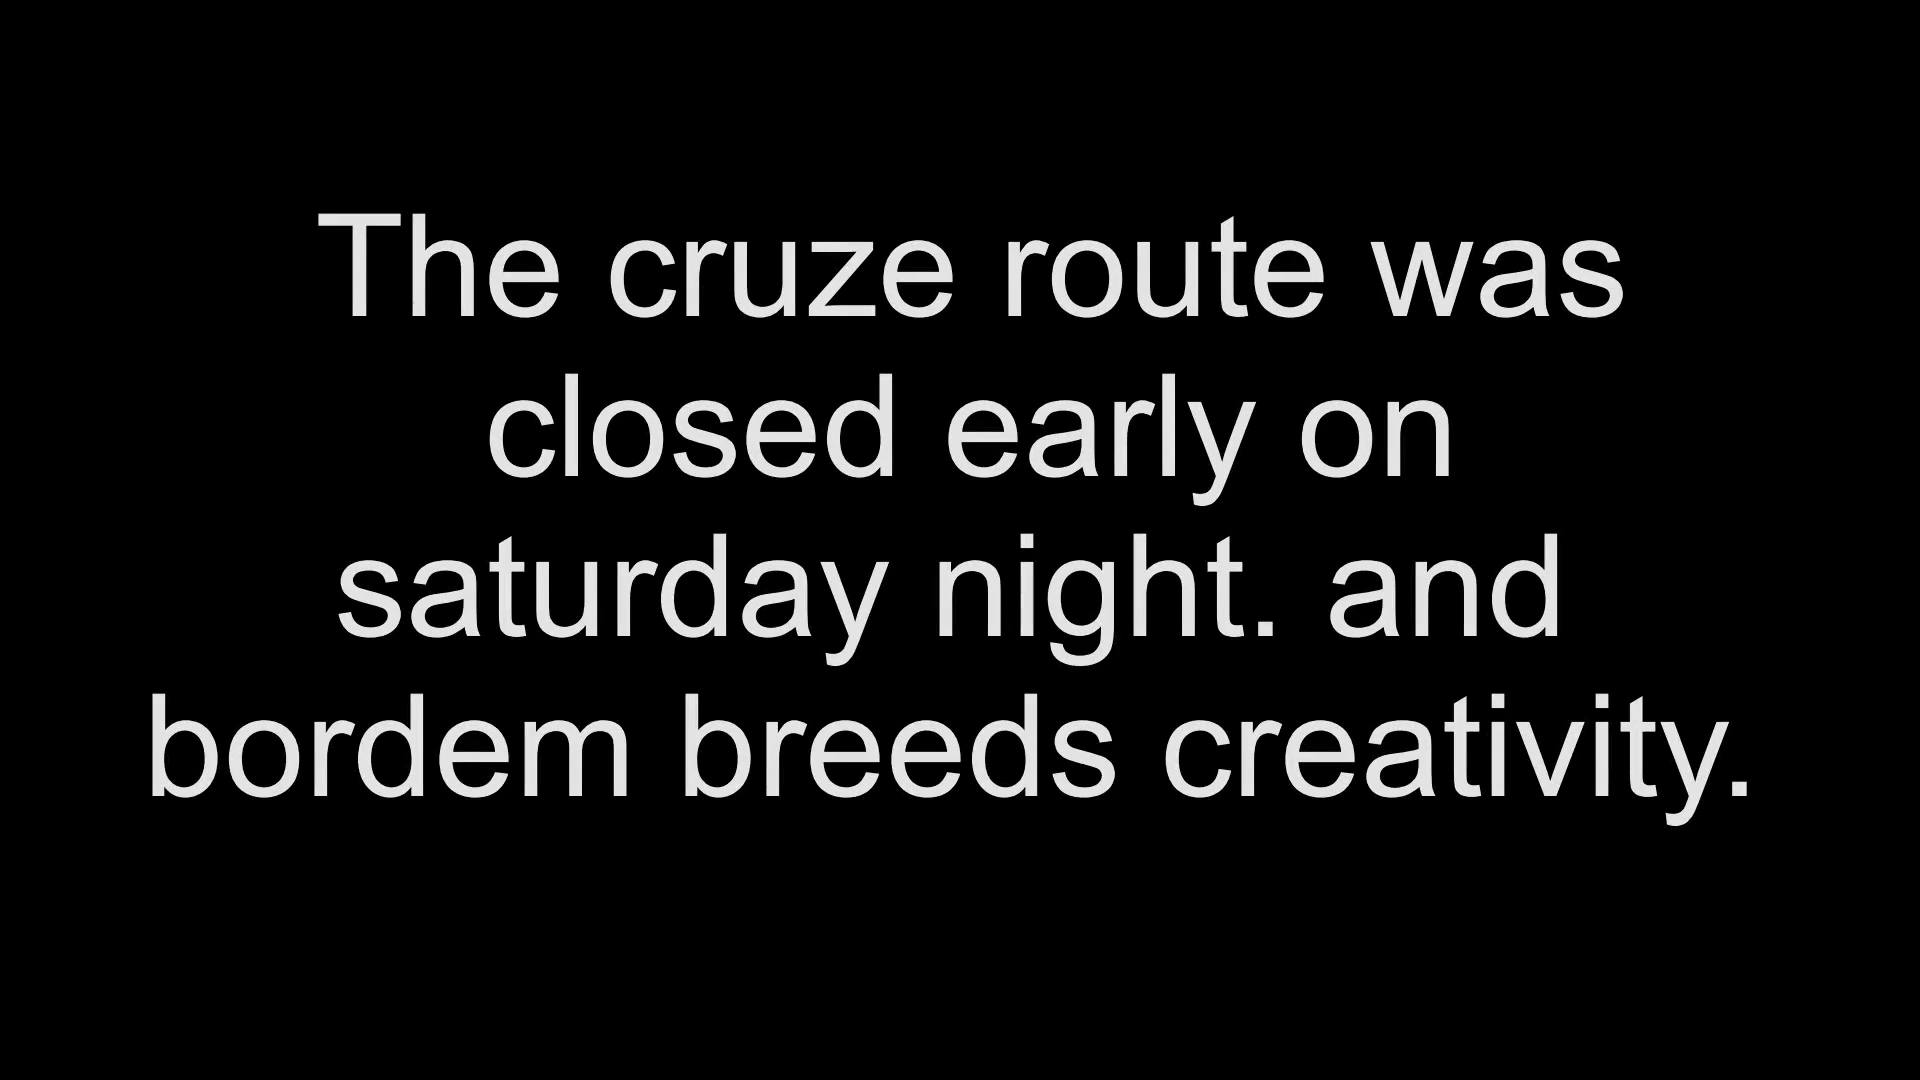 The cruze route was
closed early on
saturday night. and
bordem breeds creativity.